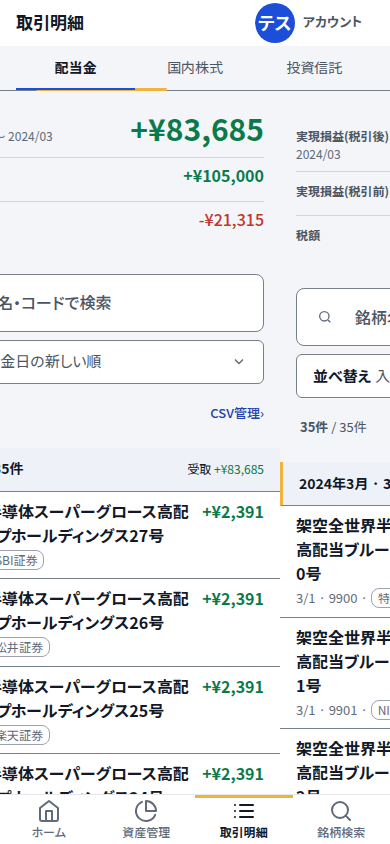 取引明細
テス アカウント
配当金 国内株式 投資信託
〜 2024/03 +¥83,685
+¥105,000
-¥21,315
名・コードで検索
金日の新しい順
CSV管理›
35件 受取 +¥83,685
半導体スーパーグロース高配 +¥2,391
プホールディングス27号
SBI証券
半導体スーパーグロース高配 +¥2,391
プホールディングス26号
松井証券
半導体スーパーグロース高配 +¥2,391
プホールディングス25号
楽天証券
半導体スーパーグロース高配 +¥2,391
実現損益(税引後)
2024/03
実現損益(税引前)
税額
銘柄
並べ替え 入
35件 / 35件
2024年3月・3
架空全世界半
高配当ブルー
0号
3/1・9900・特
架空全世界半
高配当ブルー
1号
3/1・9901・NI
架空全世界半
高配当ブルー
ホーム 資産管理 取引明細 銘柄検索